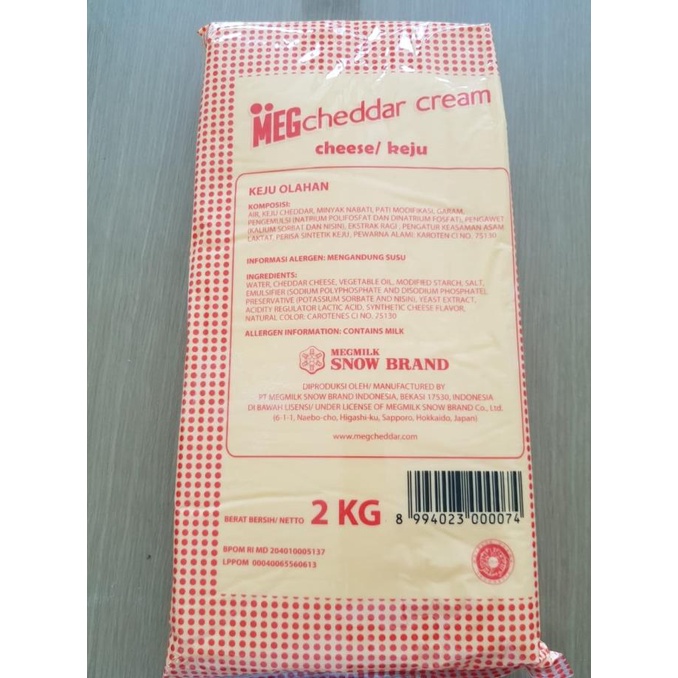 MEGcheddar cream
cheese/ keju
KEJU OLAHAN
KOMPOSISI:
AIR, KEJU CHEDDAR, MINYAK NABATI, PATI MODIFIKASI, GARAM,
PENGEMULSI (NATRIUM POLIFOSFAT DAN DINATRIUM FOSFAT), PENGAWET
(KALIUM SORBAT DAN NISIN), EKSTRAK RAGI, PENGATUR KEASAMAN ASAM
LAKTAT, PERISA SINTETIK KEJU, PEWARNA ALAMI: KAROTEN CI NO. 75130
INFORMASI ALERGEN: MENGANDUNG SUSU
INGREDIENTS:
WATER, CHEDDAR CHEESE, VEGETABLE OIL, MODIFIED STARCH, SALT,
EMULSIFIER (SODIUM POLYPHOSPHATE AND DISODIUM PHOSPHATE),
PRESERVATIVE (POTASSIUM SORBATE AND NISIN), YEAST EXTRACT,
ACIDITY REGULATOR LACTIC ACID, SYNTHETIC CHEESE FLAVOR,
NATURAL COLOR: CAROTENES CI NO. 75130
ALLERGEN INFORMATION: CONTAINS MILK
MEGMILK
SNOW BRAND
DIPRODUKSI OLEH/ MANUFACTURED BY
PT MEGMILK SNOW BRAND INDONESIA, BEKASI 17530, INDONESIA
DI BAWAH LISENSI/ UNDER LICENSE OF MEGMILK SNOW BRAND Co., Ltd.
(6-1-1, Naebo-cho, Higashi-ku, Sapporo, Hokkaido, Japan)
www.megcheddar.com
BERAT BERSIH/ NETTO 2 KG
8 994023 000074
BPOM RI MD 204010005137
LPPOM 00040065560613